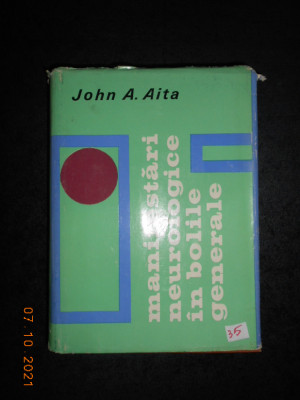 John A. Aita
manifestări
neurologice
în bolile
generale
35
07.10.2021